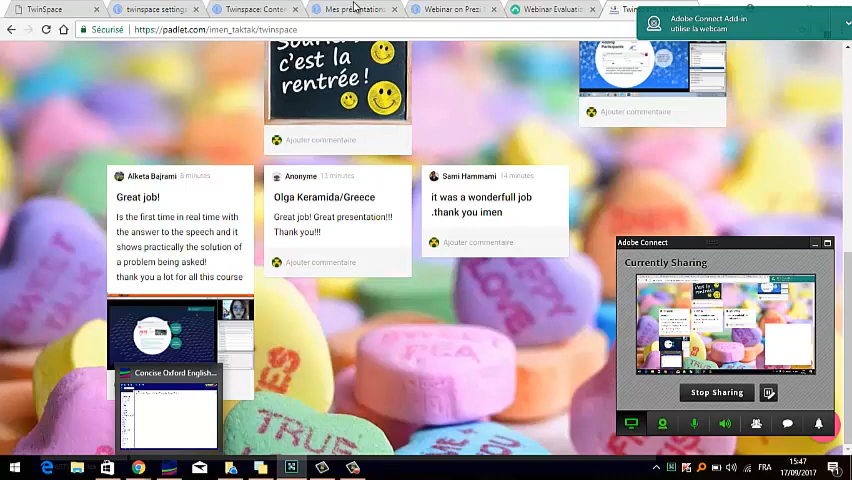 TwinSpace
twinspace setting
Twinspace: Conter
Mes présentations
Webinar on Prezi
Webinar Evaluation
Adobe Connect Add-in
utilise la webcam
Sécurisé
https://padlet.com/imen_taktak/twinspace
c'est la
rentrée !
Ajouter commentaire
Ajouter commentaire
Alketa Bajrami 8 minutes
Great job!
Is the first time in real time with
the answer to the speech and it
shows practically the solution of
a problem being asked!
thank you a lot for all this course
Anonyme 13 minutes
Olga Keramida/Greece
Great job! Great presentation!!!
Thank you!!!
Ajouter commentaire
Sami Hammami 14 minutes
it was a wonderfull job
.thank you imen
Ajouter commentaire
Adobe Connect
Currently Sharing
Stop Sharing
Concise Oxford English...
TRUE
FRA
15:47
17/09/2017